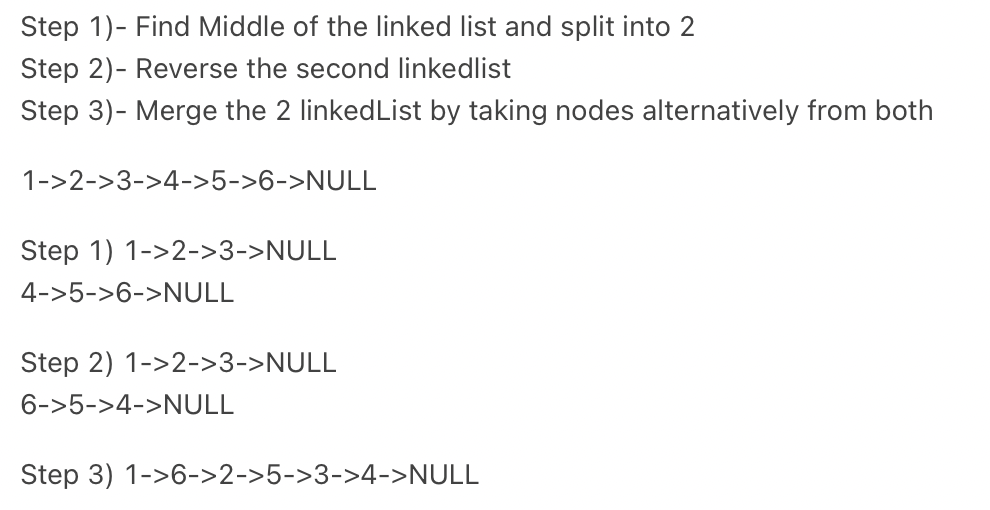 Step 1)- Find Middle of the linked list and split into 2
Step 2)- Reverse the second linkedlist
Step 3)- Merge the 2 linkedList by taking nodes alternatively from both
1->2->3->4->5->6->NULL
Step 1) 1->2->3->NULL
4->5->6->NULL
Step 2) 1->2->3->NULL
6->5->4->NULL
Step 3) 1->6->2->5->3->4->NULL